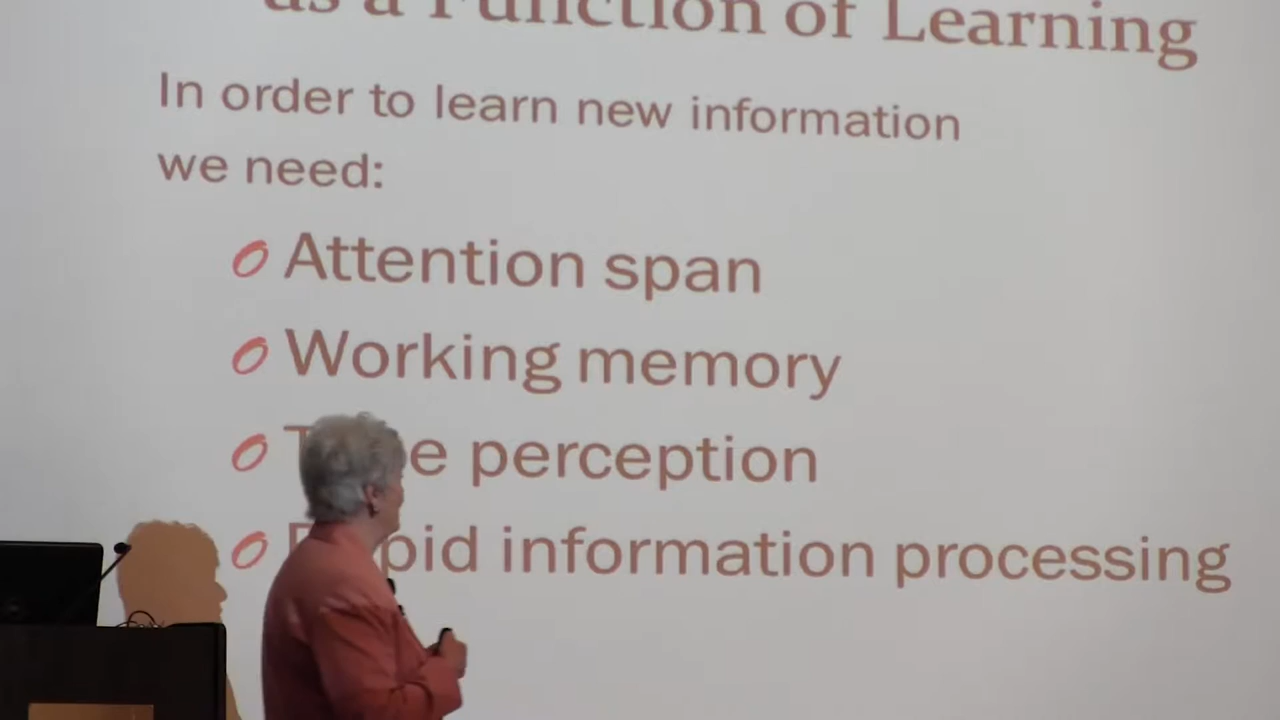 as a Function of Learning
In order to learn new information
we need:
Attention span
Working memory
perception
information processing